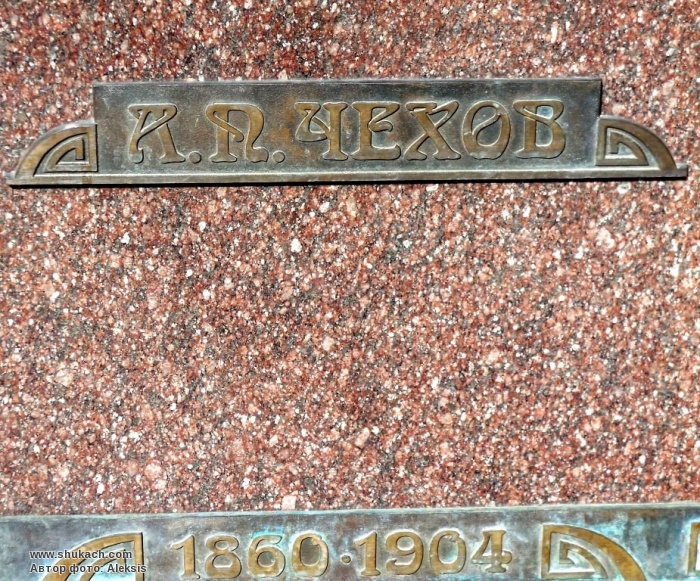 А.П.ЧЕХОВ
1860·1904
www.shukach.com
Автор фото: Aleksis